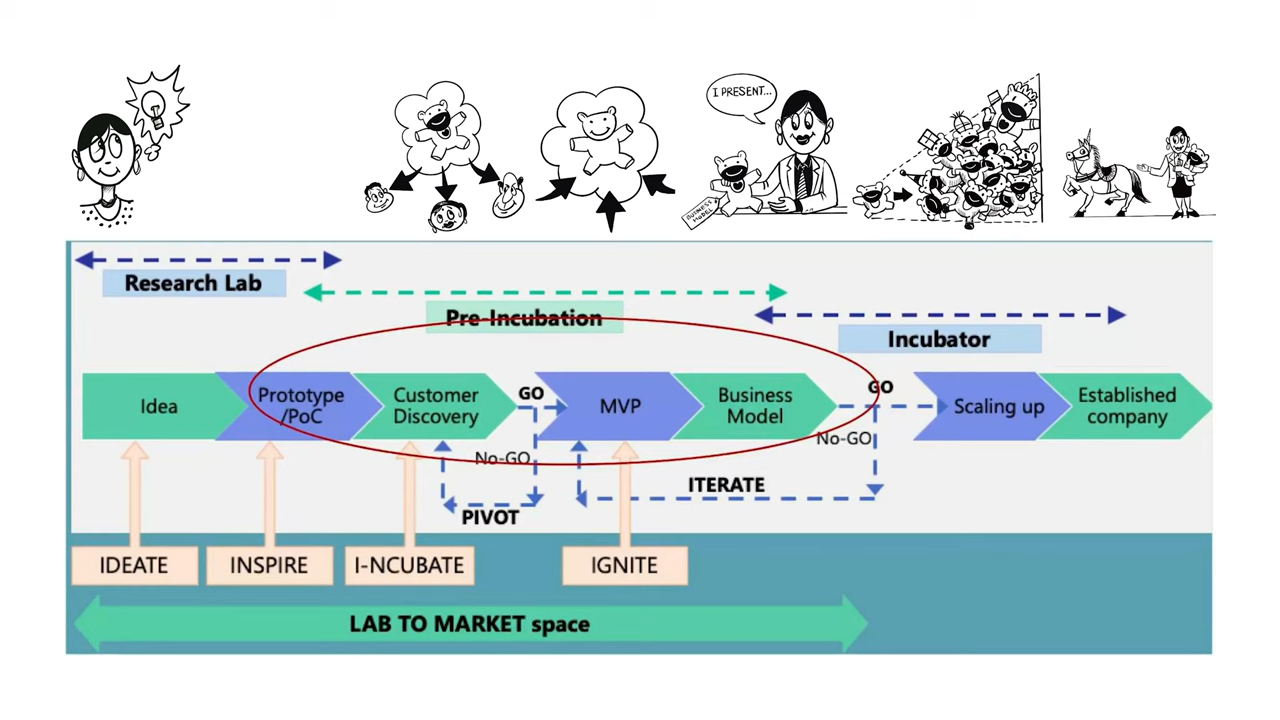 I PRESENT...
BUSINESS
MODEL
Research Lab
Pre-Incubation
Incubator
Idea
Prototype
/PoC
Customer
Discovery
GO
MVP
Business
Model
GO
Scaling up
Established
company
No-GO
No-GO
PIVOT
ITERATE
IDEATE
INSPIRE
I-NCUBATE
IGNITE
LAB TO MARKET space